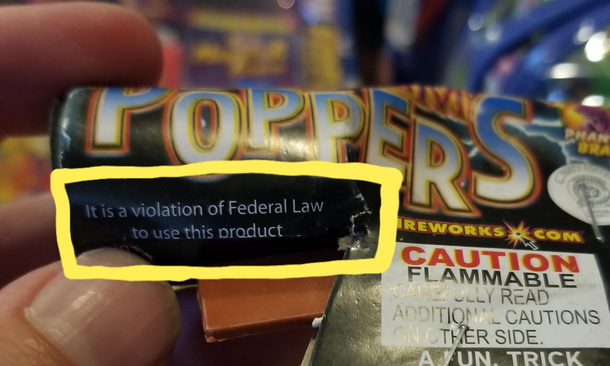 POPPERS
It is a violation of Federal Law
to use this product
IREWORKS COM
CAUTION
FLAMMABLE
CAREFULLY READ
ADDITIONAL CAUTIONS
ON OTHER SIDE.
A FUN, TRICK